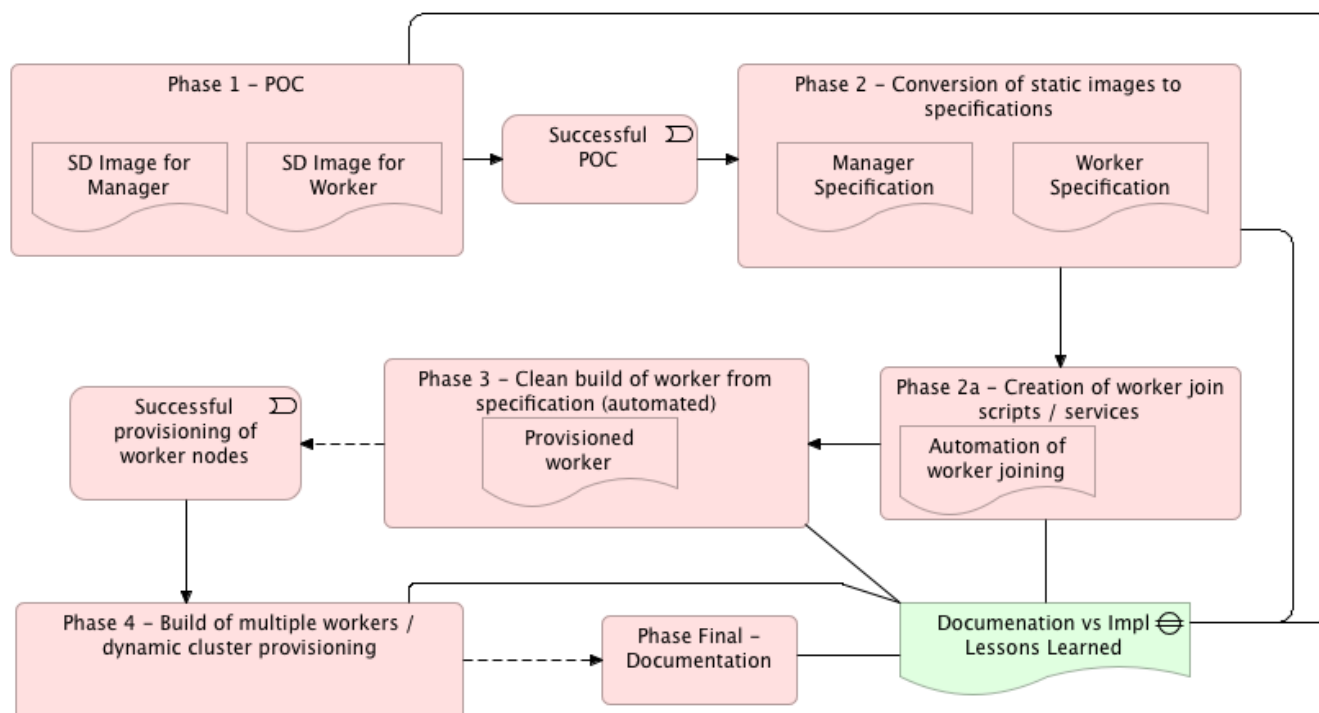 Phase 1 – POC
SD Image for
Manager
SD Image for
Worker
Successful
POC
Phase 2 – Conversion of static images to
specifications
Manager
Specification
Worker
Specification
Successful
provisioning of
worker nodes
Phase 3 – Clean build of worker from
specification (automated)
Provisioned
worker
Phase 2a – Creation of worker join
scripts / services
Automation of
worker joining
Phase 4 – Build of multiple workers /
dynamic cluster provisioning
Phase Final –
Documentation
Documenation vs Impl
Lessons Learned